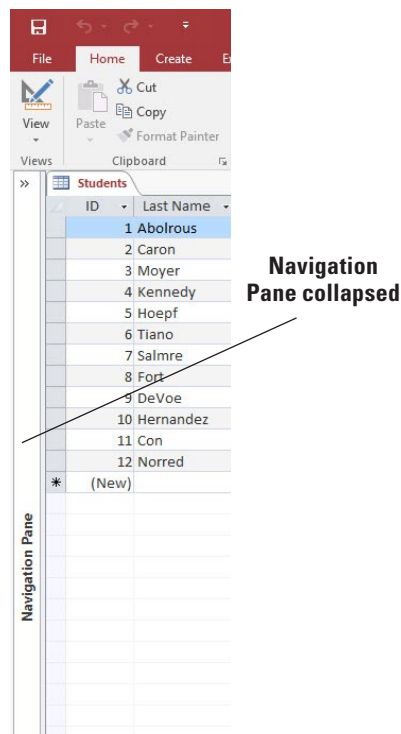 File Home Create E
View
Paste
Cut
Copy
Format Painter
Views Clipboard
» Students
ID Last Name
1 Abolrous
2 Caron
3 Moyer
4 Kennedy
5 Hoepf
6 Tiano
7 Salmre
8 Fort
9 DeVoe
10 Hernandez
11 Con
12 Norred
* (New)
Navigation Pane
Navigation
Pane collapsed